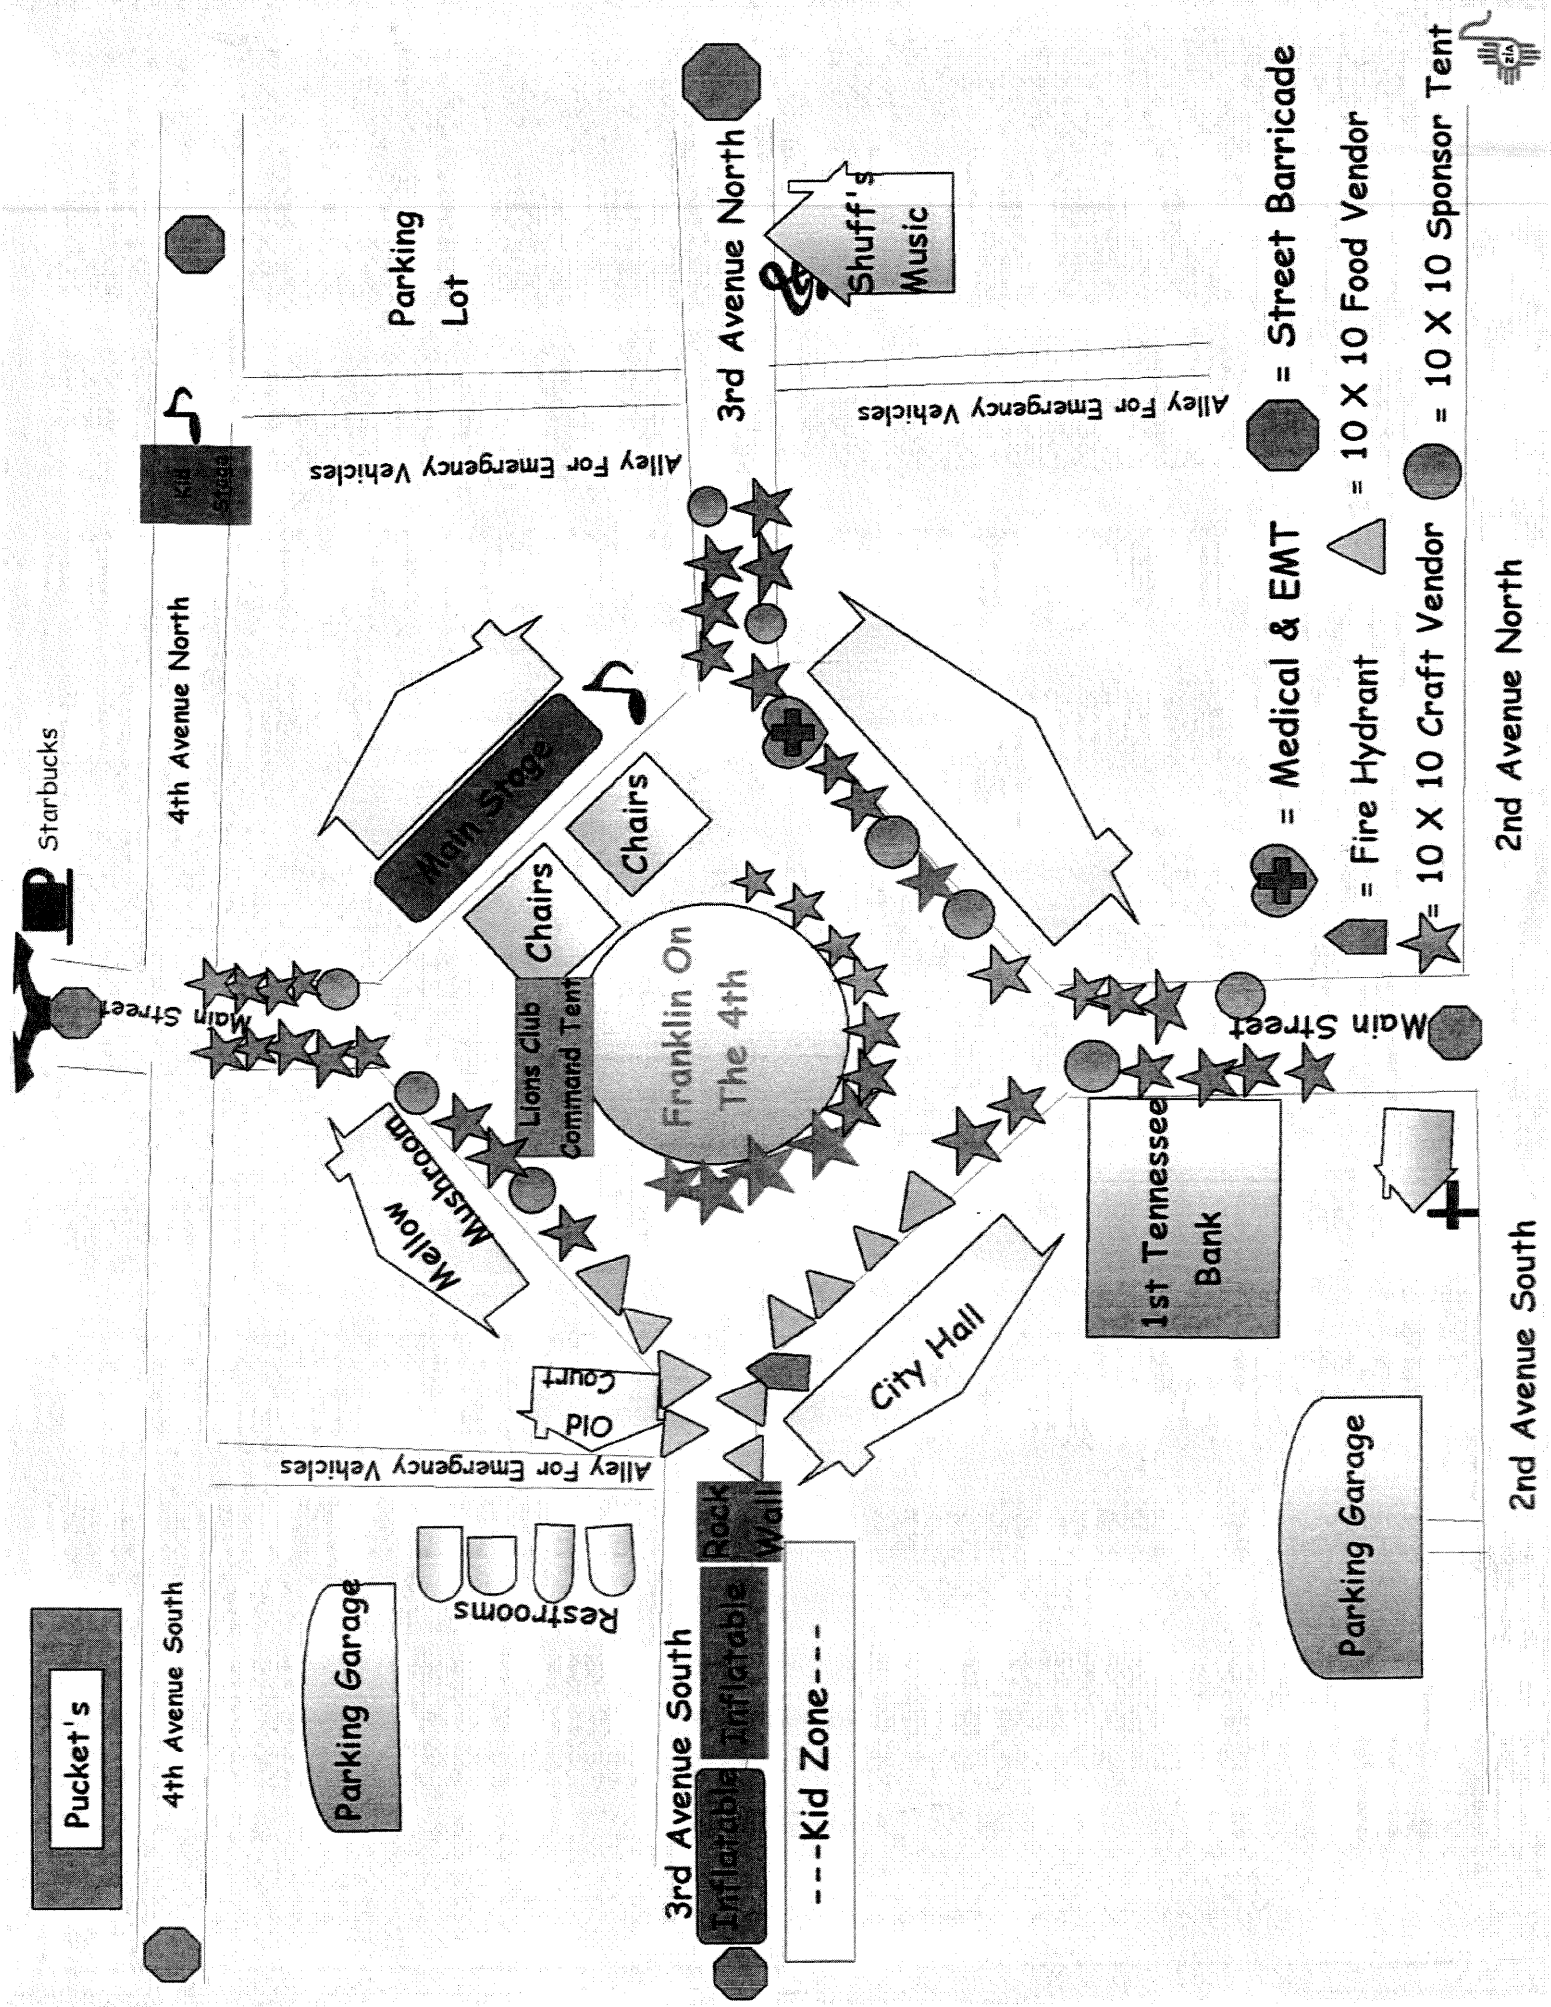 Pucket's
4th Avenue South
Starbucks
4th Avenue North
Kid
Stage
Main Street
Parking Garage
Restrooms
Alley For Emergency Vehicles
Old
Court
Mellow
Mushroom
Main Stage
Chairs
Chairs
Lions Club
Command Tent
Alley For Emergency Vehicles
Parking
Lot
3rd Avenue South
Inflatable
Inflatable
Rock
Wall
---Kid Zone---
Franklin On
The 4th
3rd Avenue North
Shuff's
Music
Alley For Emergency Vehicles
City Hall
1st Tennessee
Bank
Main Street
Parking Garage
2nd Avenue South
2nd Avenue North
= Medical & EMT
= Street Barricade
= Fire Hydrant
= 10 X 10 Food Vendor
= 10 X 10 Craft Vendor
= 10 X 10 Sponsor Tent
ZIA